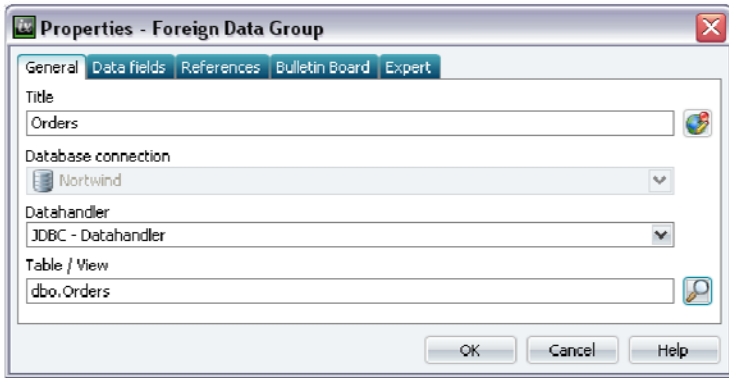 Properties - Foreign Data Group
General Data fields References Bulletin Board Expert
Title
Orders
Database connection
Nortwind
Datahandler
JDBC - Datahandler
Table / View
dbo.Orders
OK Cancel Help